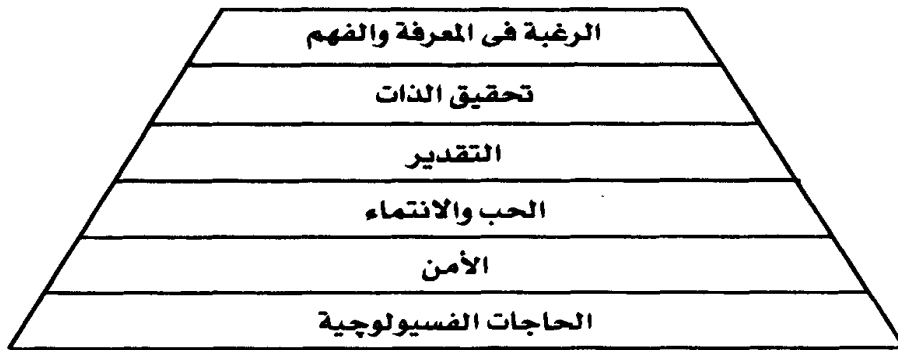 الرغبة فى المعرفة والفهم
تحقيق الذات
التقدير
الحب والانتماء
الأمن
الحاجات الفسيولوچية